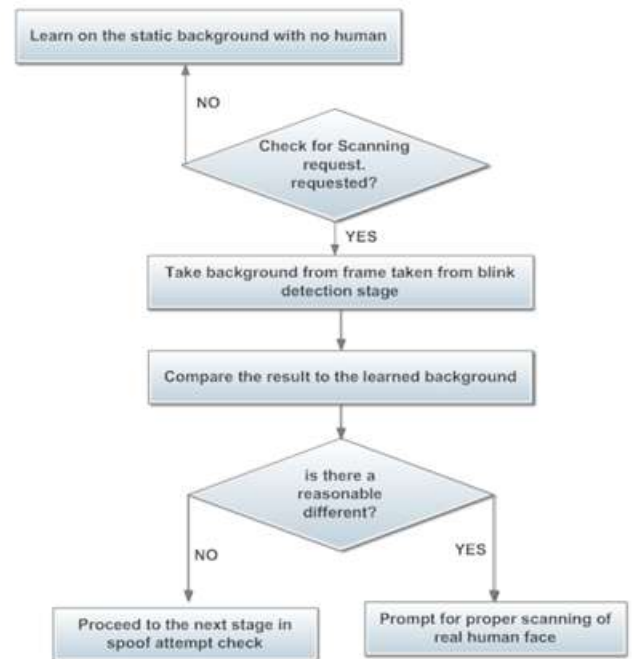 Learn on the static background with no human
NO
Check for Scanning
request.
requested?
YES
Take background from frame taken from blink
detection stage
Compare the result to the learned background
is there a
reasonable
different?
NO
YES
Proceed to the next stage in
spoof attempt check
Prompt for proper scanning of
real human face